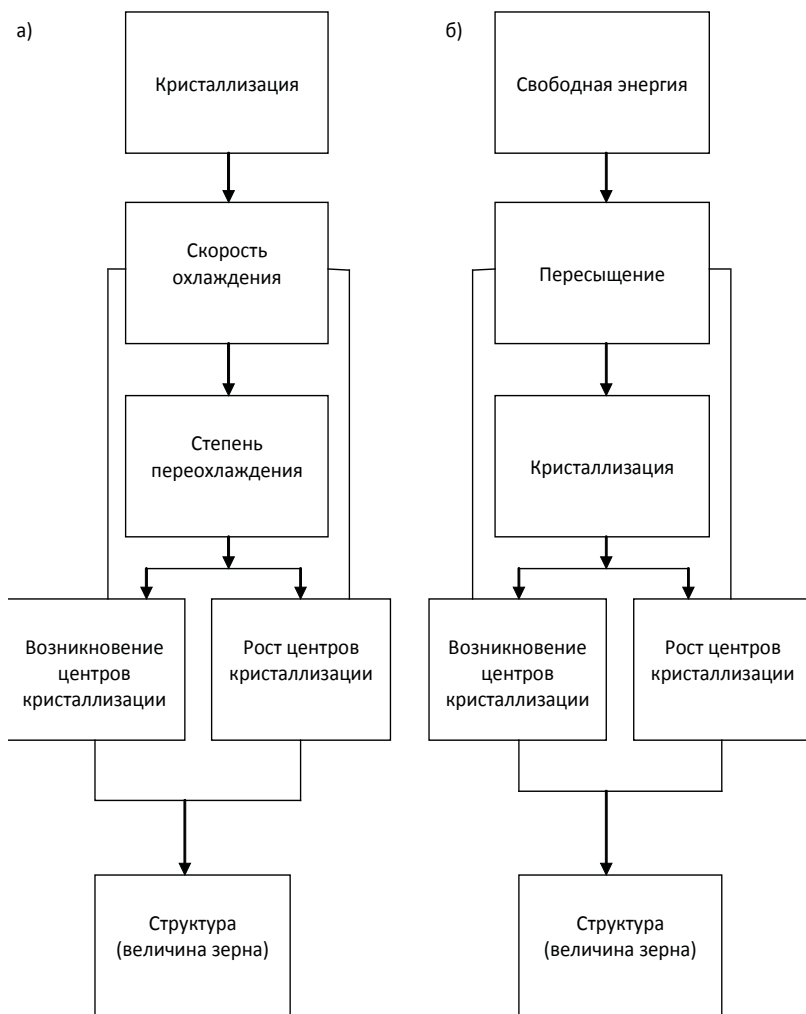 а)
Кристаллизация
Скорость
охлаждения
Степень
переохлаждения
Возникновение
центров
кристаллизации
Рост центров
кристаллизации
Структура
(величина зерна)
б)
Свободная энергия
Пересыщение
Кристаллизация
Возникновение
центров
кристаллизации
Рост центров
кристаллизации
Структура
(величина зерна)